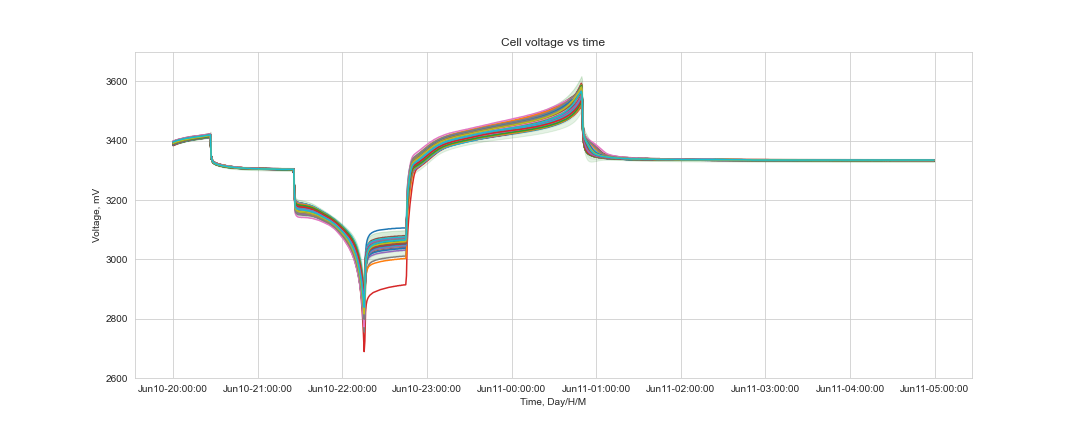 Cell voltage vs time
3600
3400
3200
3000
2800
2600
Voltage, mV
Jun10-20:00:00 Jun10-21:00:00 Jun10-22:00:00 Jun10-23:00:00 Jun11-00:00:00 Jun11-01:00:00 Jun11-02:00:00 Jun11-03:00:00 Jun11-04:00:00 Jun11-05:00:00
Time, Day/H/M